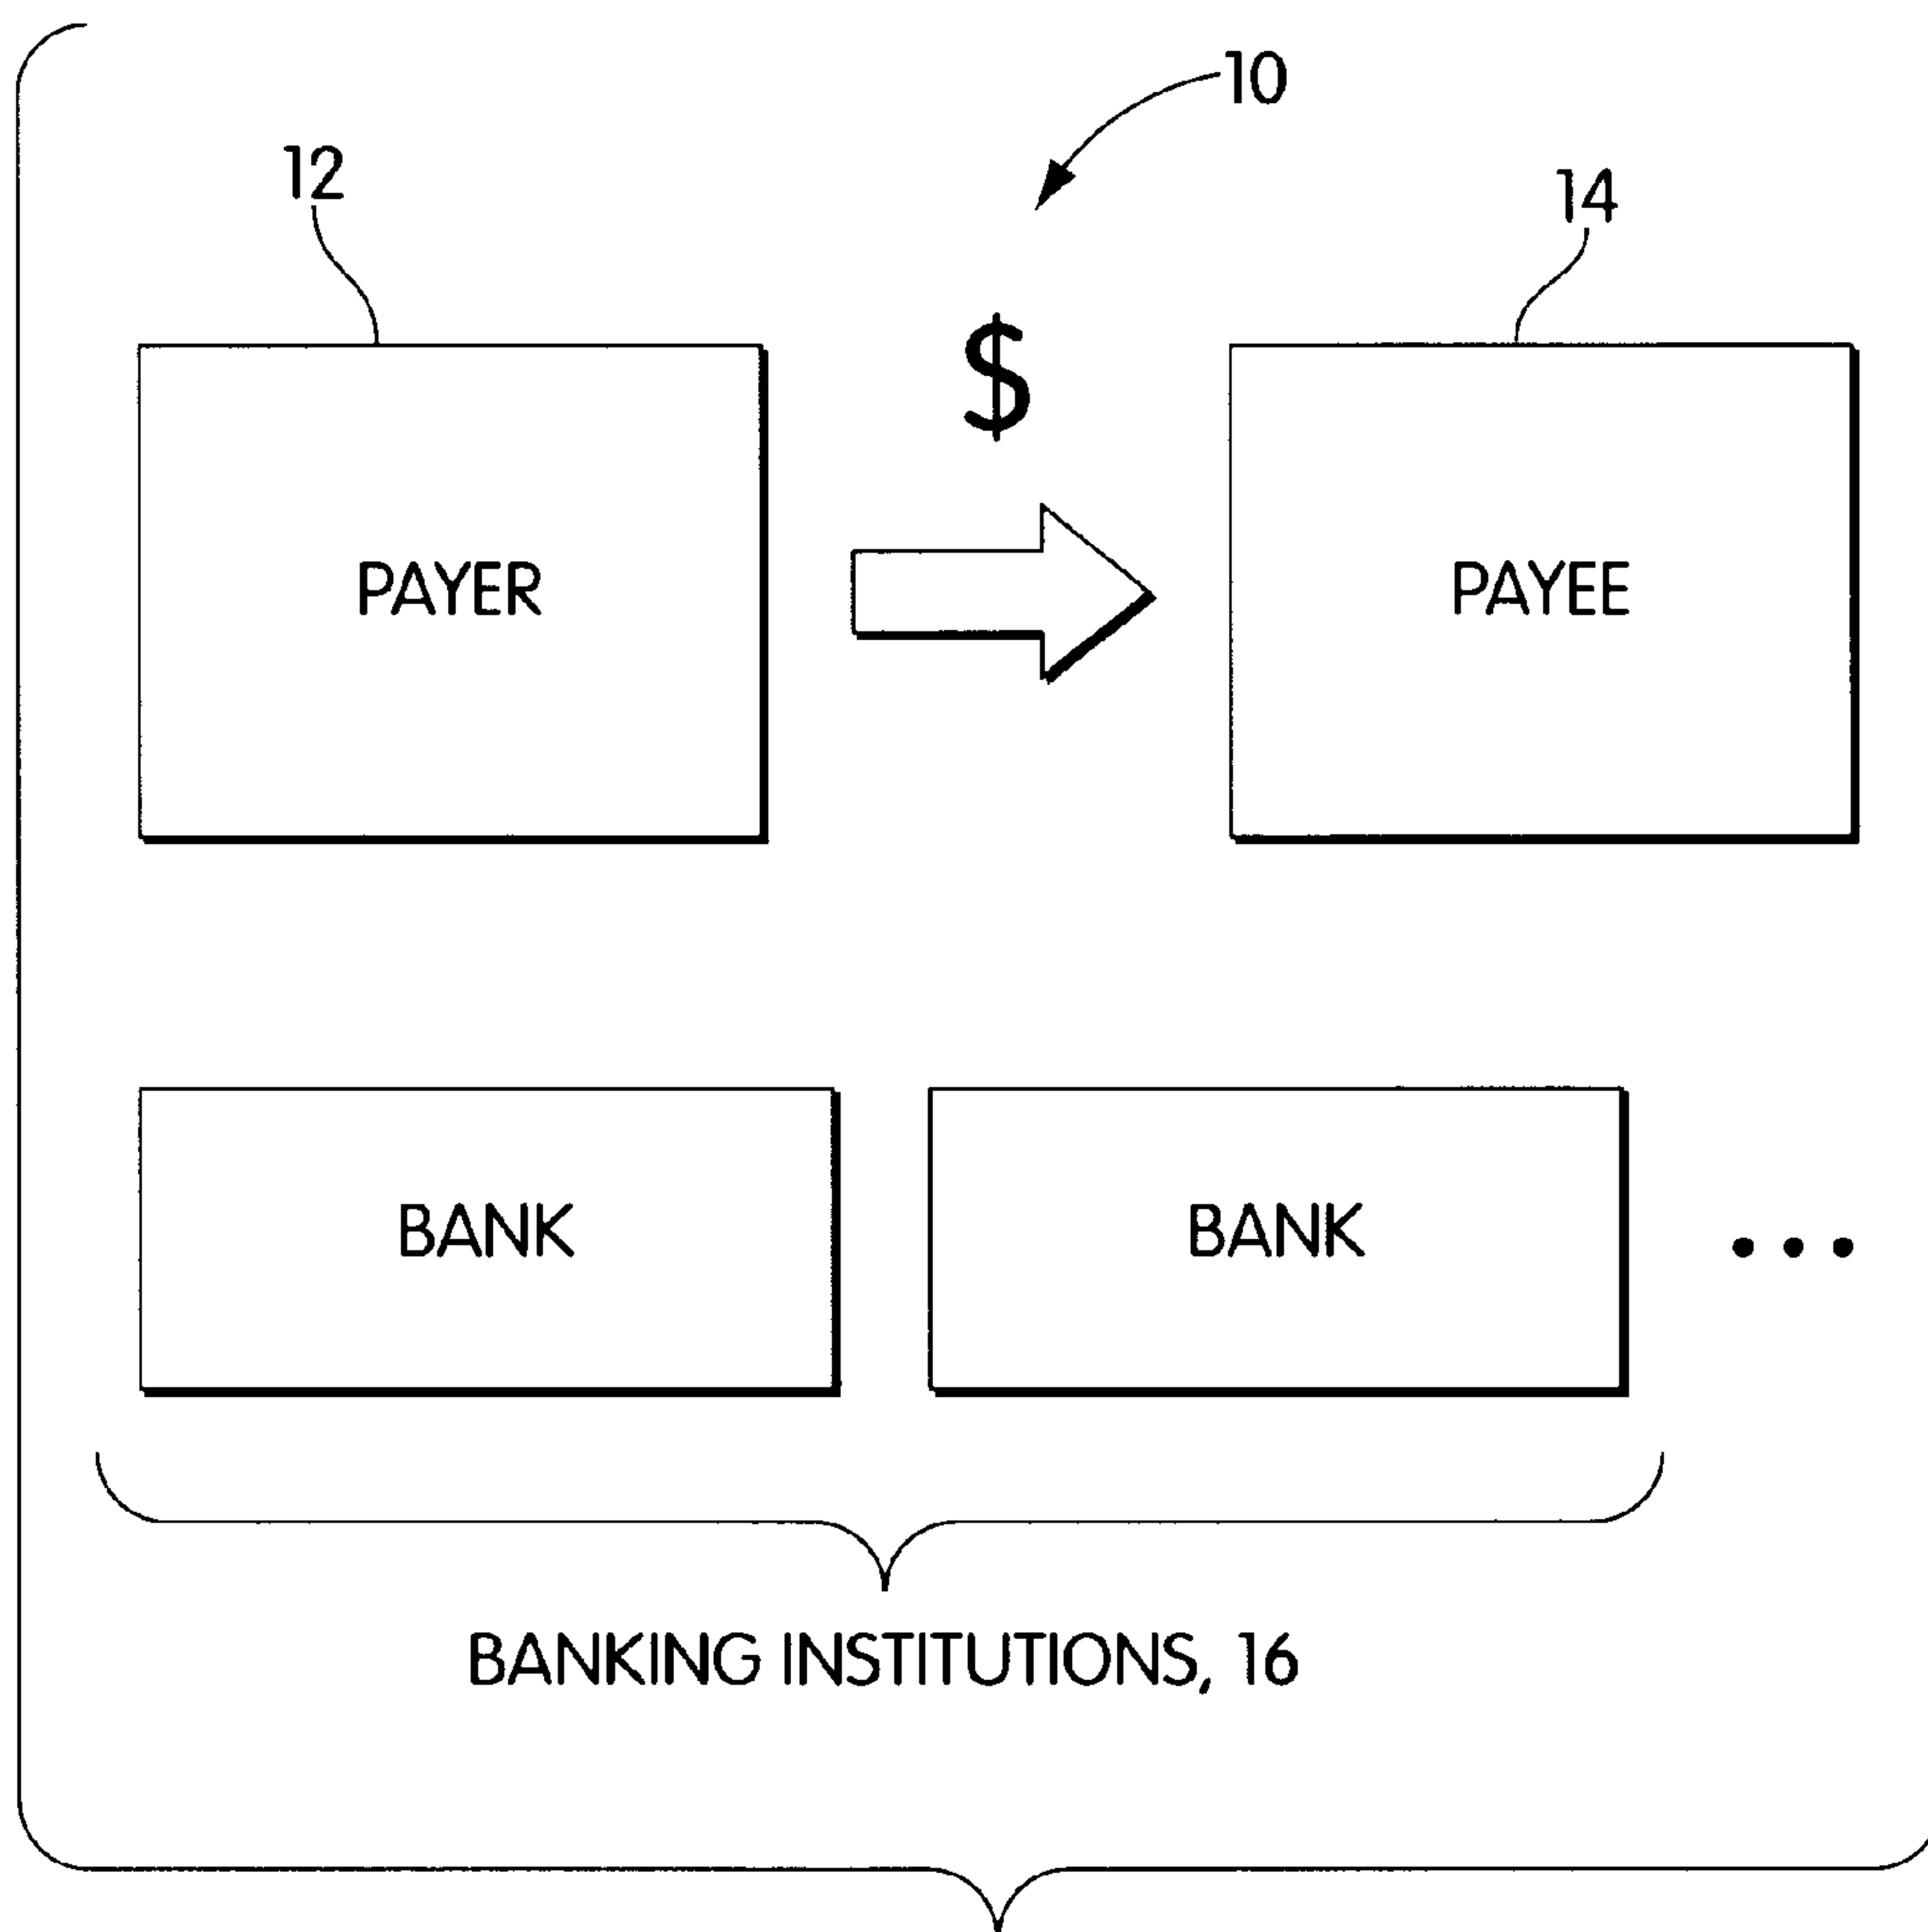 10
12
14
$
PAYER
PAYEE
BANK
BANK
...
BANKING INSTITUTIONS, 16